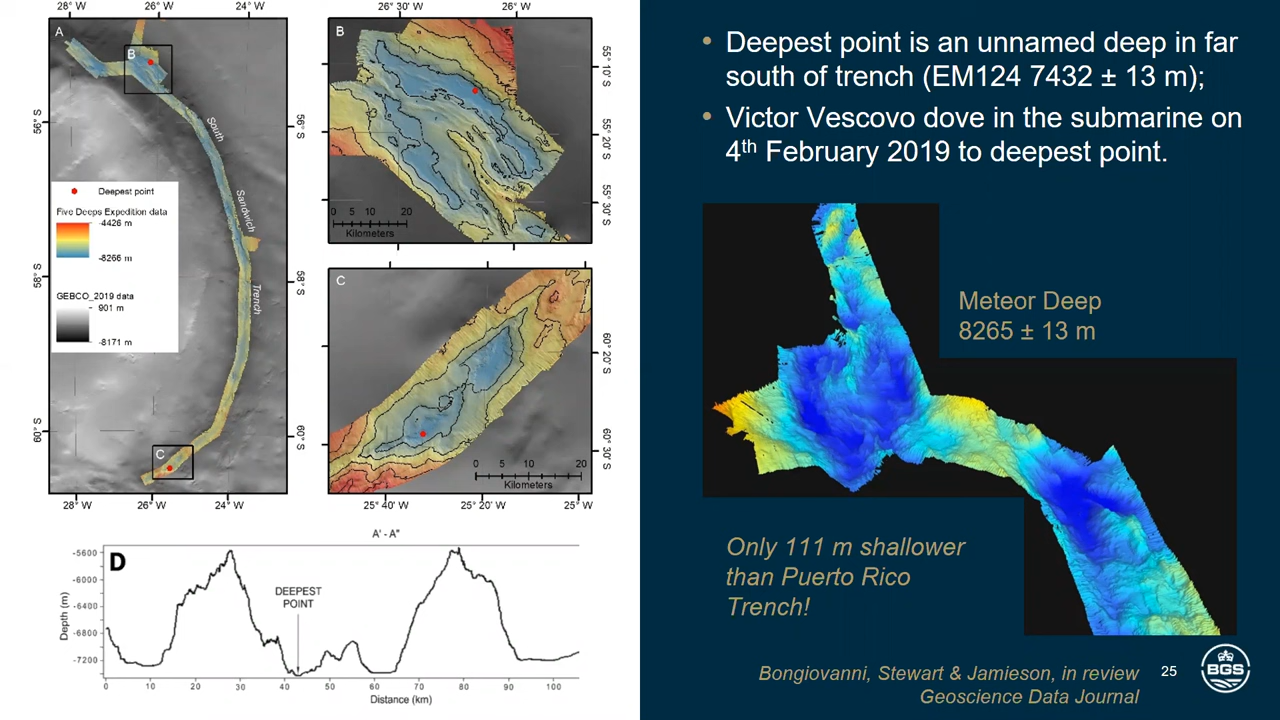 28° W 26° W 24° W
A
B
56° S
56° S
South
Sandwich
Trench
Deepest point
Five Deeps Expedition data
-4426 m
-8266 m
GEBCO_2019 data
901 m
-8171 m
58° S
58° S
60° S
60° S
C
28° W 26° W 24° W
26° 30' W 26° W
B
55° 10' S
55° 20' S
55° 30' S
0 5 10 20
Kilometers
C
60° 20' S
60° 30' S
0 5 10 20
Kilometers
25° 40' W 25° 20' W 25° 0' W
A' - A"
D
Depth (m)
-5600
-6000
-6400
-6800
-7200
DEEPEST
POINT
0 10 20 30 40 50 60 70 80 90 100
Distance (km)
• Deepest point is an unnamed deep in far
south of trench (EM124 7432 ± 13 m);
• Victor Vescovo dove in the submarine on
4th February 2019 to deepest point.
Meteor Deep
8265 ± 13 m
Only 111 m shallower
than Puerto Rico
Trench!
Bongiovanni, Stewart & Jamieson, in review
Geoscience Data Journal
25
BGS